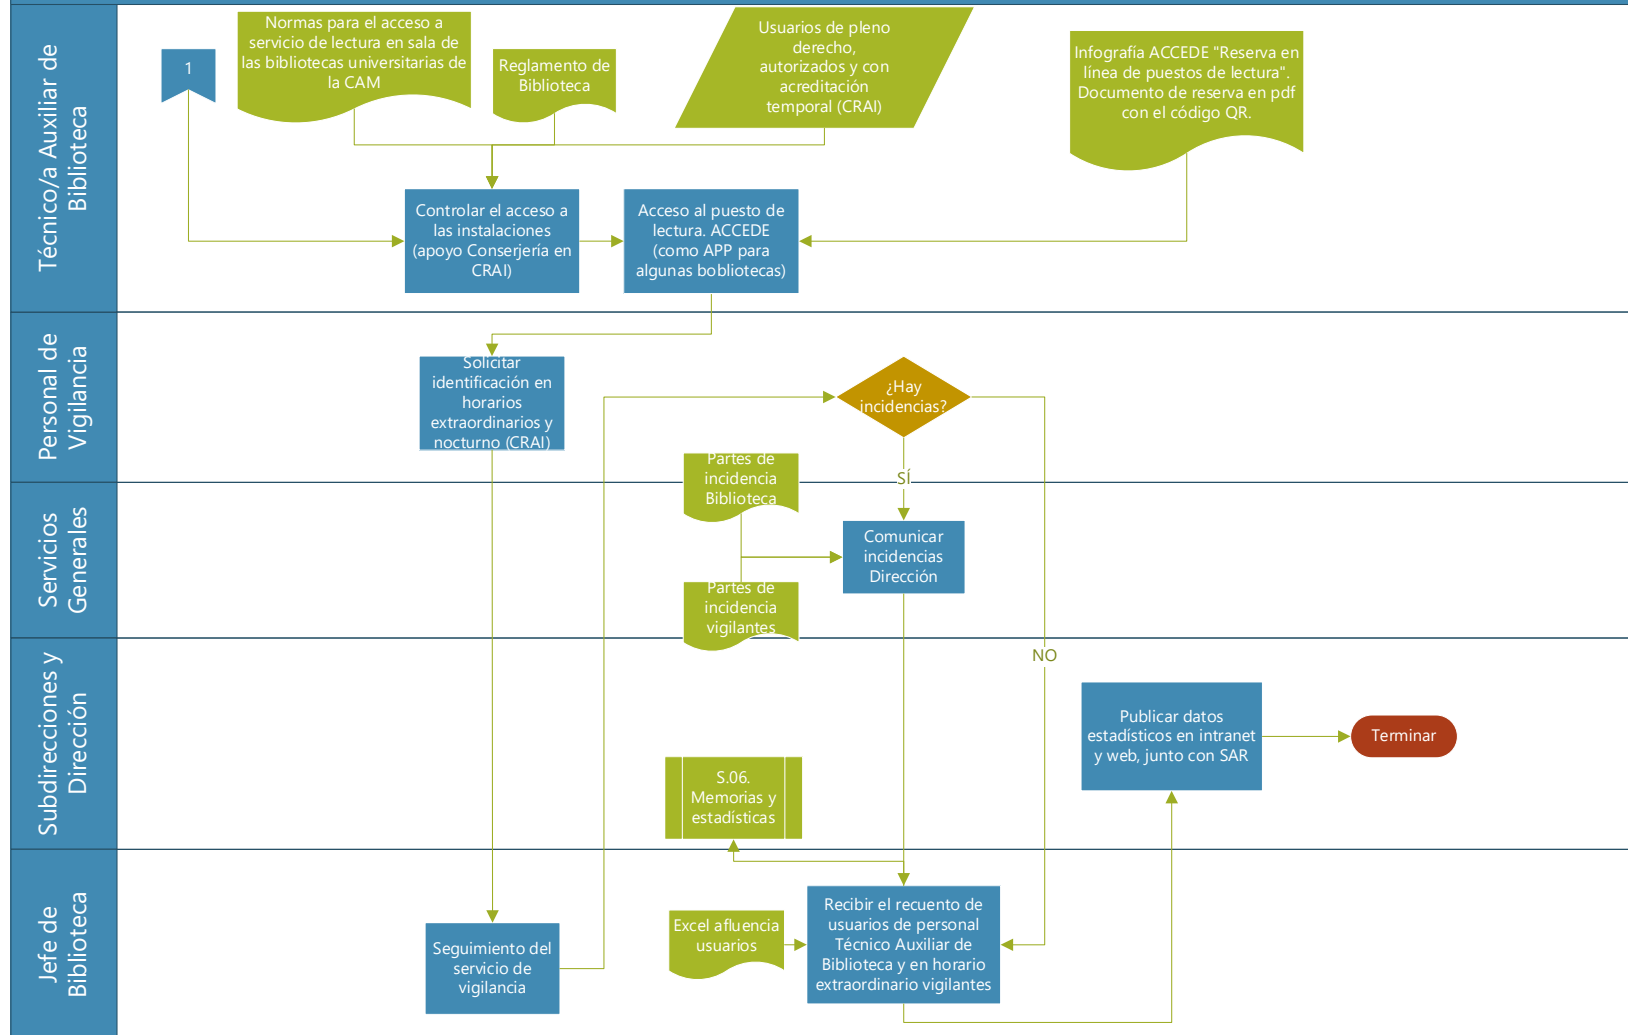 Técnico/a Auxiliar de
Biblioteca
1
Normas para el acceso a
servicio de lectura en sala de
las bibliotecas universitarias de
la CAM
Reglamento de
Biblioteca
Usuarios de pleno
derecho,
autorizados y con
acreditación
temporal (CRAI)
Infografía ACCEDE "Reserva en
línea de puestos de lectura".
Documento de reserva en pdf
con el código QR.
Controlar el acceso a
las instalaciones
(apoyo Conserjería en
CRAI)
Acceso al puesto de
lectura. ACCEDE
(como APP para
algunas bobliotecas)
Personal de
Vigilancia
Solicitar
identificación en
horarios
extraordinarios y
nocturno (CRAI)
¿Hay
incidencias?
SÍ
Servicios
Generales
Partes de
incidencia
Biblioteca
Comunicar
incidencias
Dirección
Partes de
incidencia
vigilantes
Subdirecciones y
Dirección
NO
Publicar datos
estadísticos en intranet
y web, junto con SAR
Terminar
S.06.
Memorias y
estadísticas
Jefe de
Biblioteca
Seguimiento del
servicio de
vigilancia
Excel afluencia
usuarios
Recibir el recuento de
usuarios de personal
Técnico Auxiliar de
Biblioteca y en horario
extraordinario vigilantes